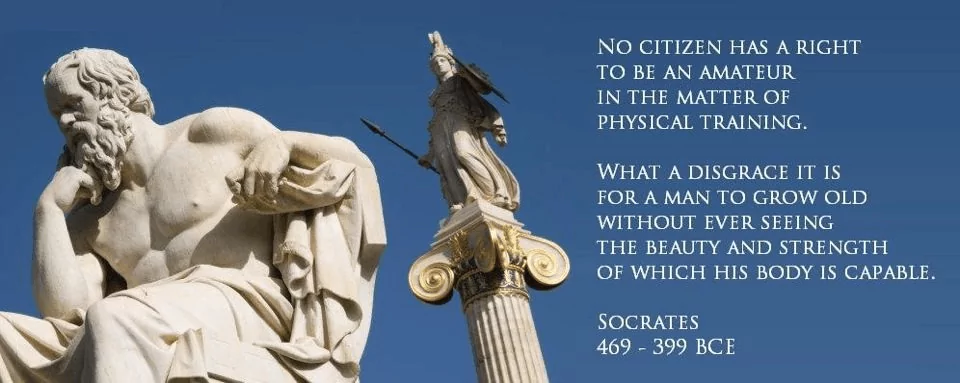 No citizen has a right
to be an amateur
in the matter of
physical training.
What a disgrace it is
for a man to grow old
without ever seeing
the beauty and strength
of which his body is capable.
Socrates
469 - 399 BCE